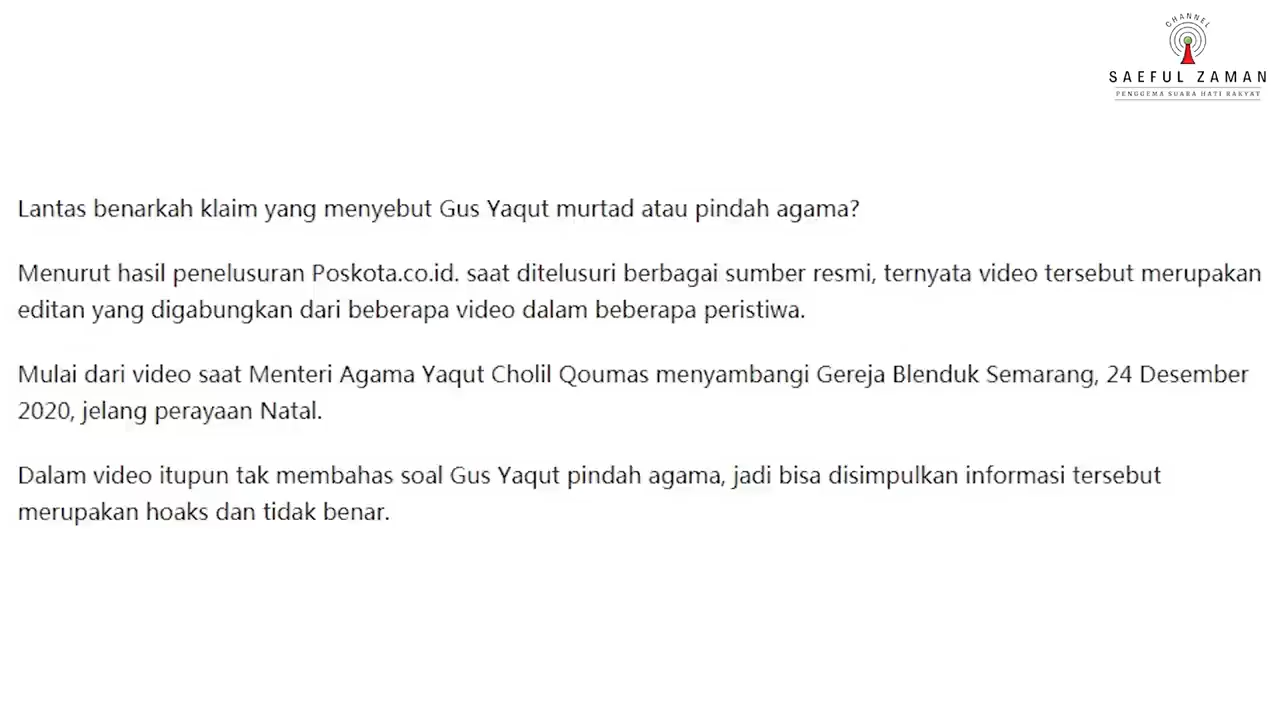 CHANNEL
SAEFUL ZAMAN
PENGGEMA SUARA HATI RAKYAT
Lantas benarkah klaim yang menyebut Gus Yaqut murtad atau pindah agama?
Menurut hasil penelusuran Poskota.co.id. saat ditelusuri berbagai sumber resmi, ternyata video tersebut merupakan
editan yang digabungkan dari beberapa video dalam beberapa peristiwa.
Mulai dari video saat Menteri Agama Yaqut Cholil Qoumas menyambangi Gereja Blenduk Semarang, 24 Desember
2020, jelang perayaan Natal.
Dalam video itupun tak membahas soal Gus Yaqut pindah agama, jadi bisa disimpulkan informasi tersebut
merupakan hoaks dan tidak benar.